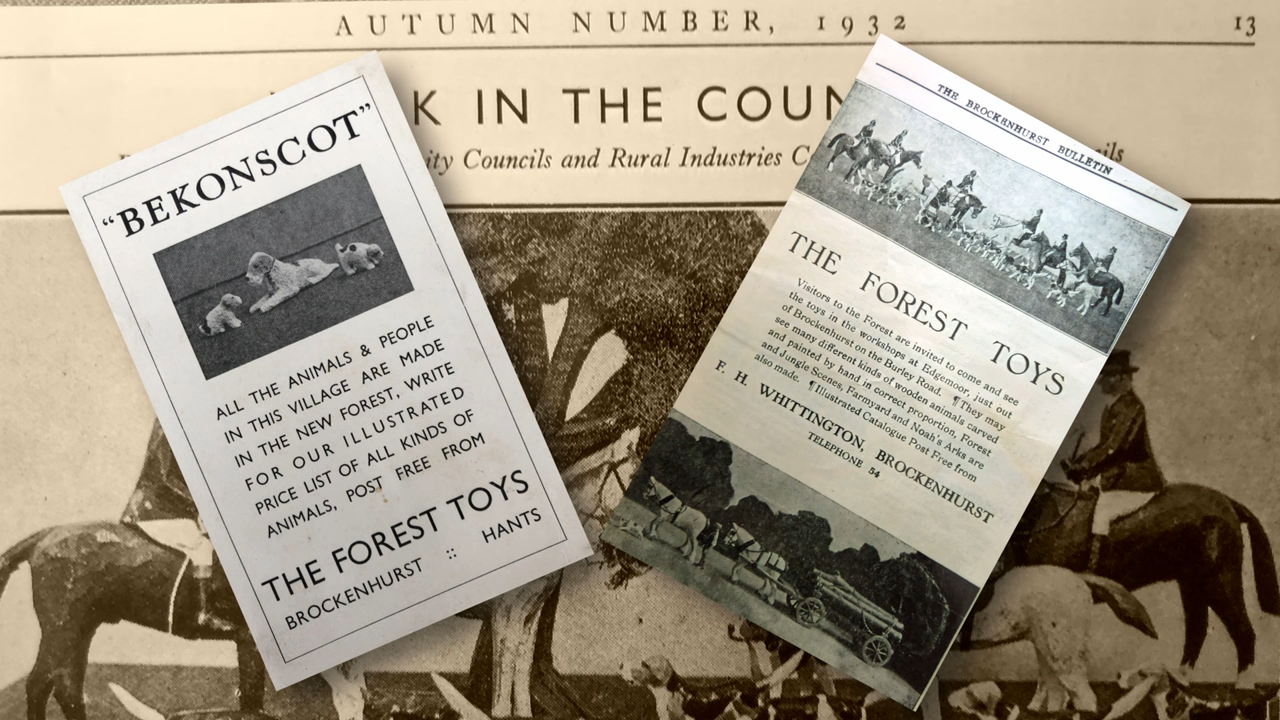 AUTUMN NUMBER, 1932
13
K IN THE COUN
ity Councils and Rural Industries C
ils
"BEKONSCOT"
ALL THE ANIMALS & PEOPLE
IN THIS VILLAGE ARE MADE
IN THE NEW FOREST, WRITE
FOR OUR ILLUSTRATED
PRICE LIST OF ALL KINDS OF
ANIMALS, POST FREE FROM
THE FOREST TOYS
BROCKENHURST :: HANTS
THE BROCKENHURST BULLETIN
THE FOREST TOYS
Visitors to the Forest are invited to come and see
the toys in the workshops at Edgemoor, just out
of Brockenhurst on the Burley Road. ¶They may
see many different kinds of wooden animals carved
and painted by hand in correct proportion, Forest
and Jungle Scenes, Farmyard and Noah's Arks are
also made. ¶Illustrated Catalogue Post Free from
F. H. WHITTINGTON, BROCKENHURST
TELEPHONE 54